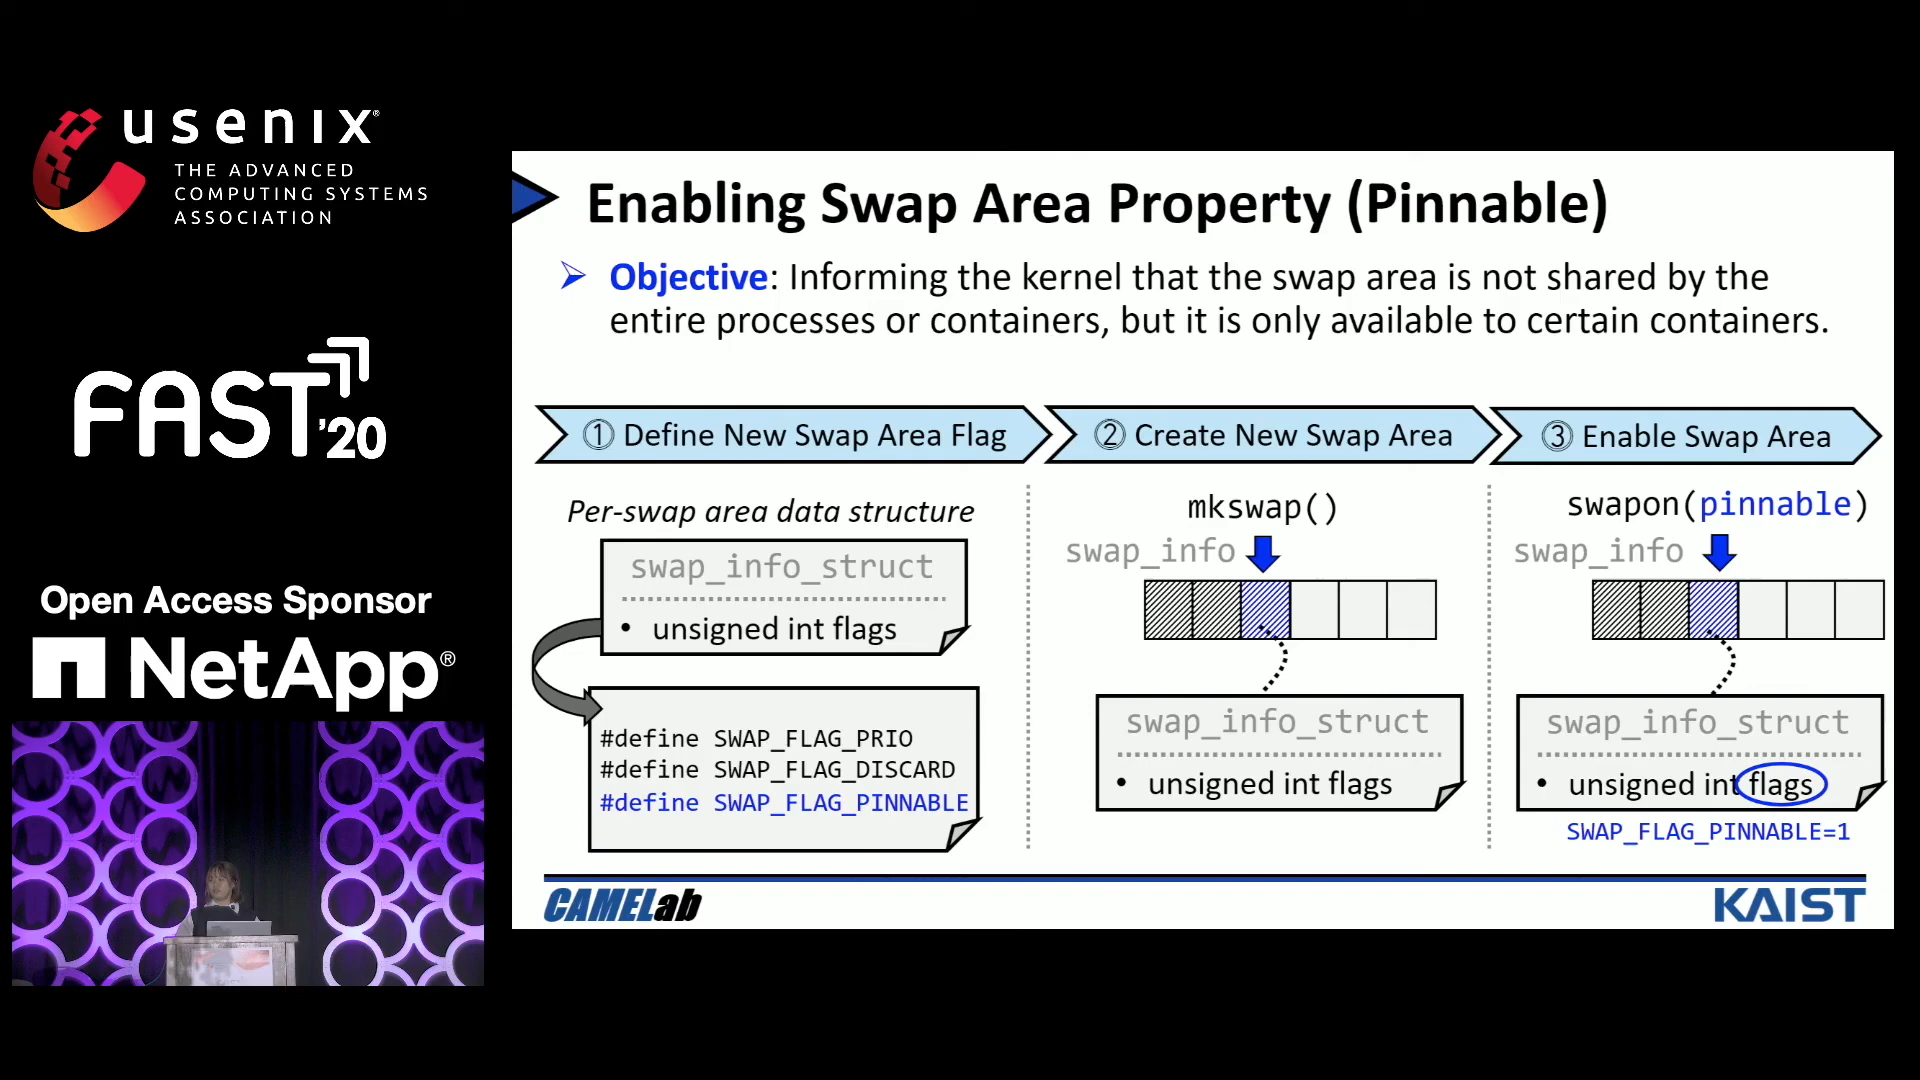 usenix®
THE ADVANCED
COMPUTING SYSTEMS
ASSOCIATION
FAST '20
Open Access Sponsor
NetApp®
Enabling Swap Area Property (Pinnable)
➢ Objective: Informing the kernel that the swap area is not shared by the
entire processes or containers, but it is only available to certain containers.
① Define New Swap Area Flag
Per-swap area data structure
swap_info_struct
• unsigned int flags
#define SWAP_FLAG_PRIO
#define SWAP_FLAG_DISCARD
#define SWAP_FLAG_PINNABLE
② Create New Swap Area
mkswap()
swap_info
swap_info_struct
• unsigned int flags
③ Enable Swap Area
swapon(pinnable)
swap_info
swap_info_struct
• unsigned int flags
SWAP_FLAG_PINNABLE=1
CAMELab
KAIST